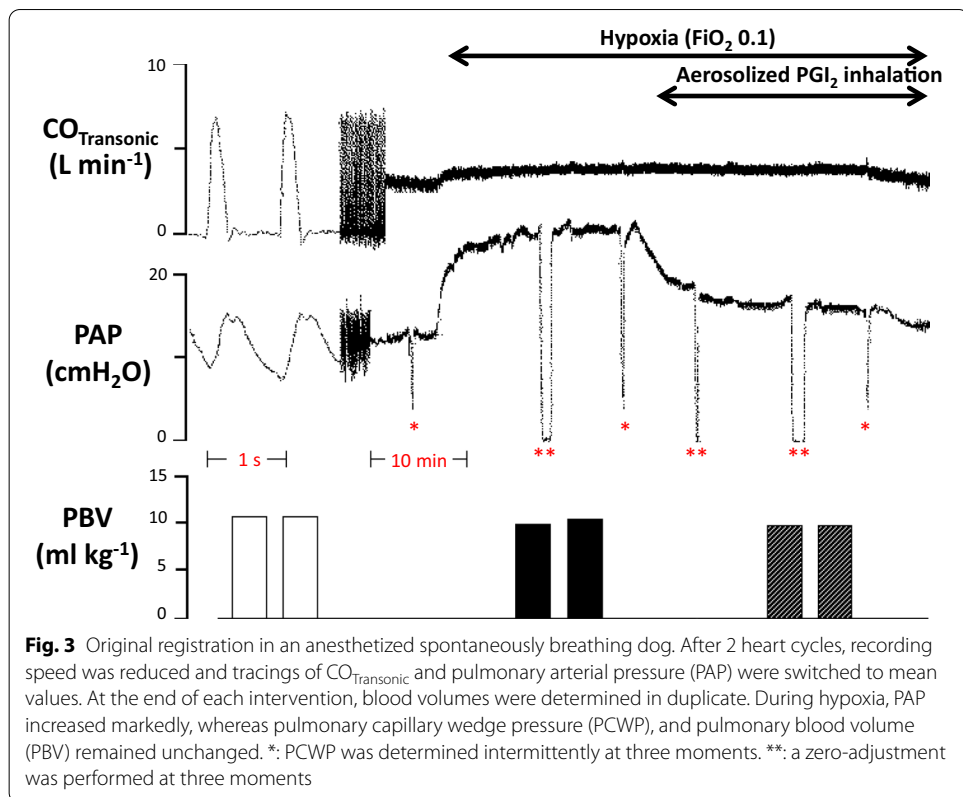 Hypoxia (FiO₂ 0.1)
Aerosolized PGI₂ inhalation
10
CO_Transonic
(L min⁻¹)
0
20
PAP
(cmH₂O)
10
0
*
**
*
**
**
*
1 s
10 min
15
PBV
10
(ml kg⁻¹)
5
0
Fig. 3 Original registration in an anesthetized spontaneously breathing dog. After 2 heart cycles, recording
speed was reduced and tracings of CO_Transonic and pulmonary arterial pressure (PAP) were switched to mean
values. At the end of each intervention, blood volumes were determined in duplicate. During hypoxia, PAP
increased markedly, whereas pulmonary capillary wedge pressure (PCWP), and pulmonary blood volume
(PBV) remained unchanged. *: PCWP was determined intermittently at three moments. **: a zero-adjustment
was performed at three moments